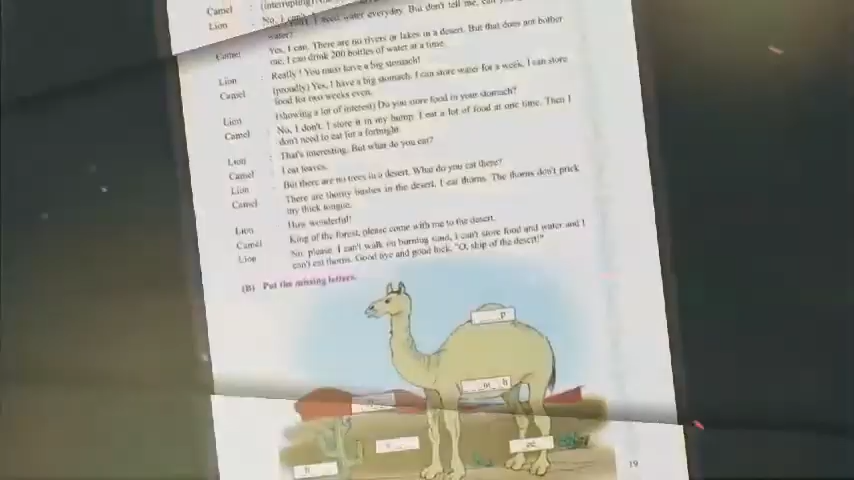 Camel : (interrupting)
Lion : No, I can't. I need water everyday. But don't tell me, can
water?
Camel : Yes, I can. There are no rivers or lakes in a desert. But that does not bother
me. I can drink 200 bottles of water at a time.
Lion : Really! You must have a big stomach!
Camel : (proudly) Yes, I have a big stomach. I can store water for a week. I can store
food for two weeks even.
Lion : (showing a lot of interest) Do you store food in your stomach?
Camel : No, I don't. I store it in my hump. I eat a lot of food at one time. Then I
don't need to eat for a fortnight.
Lion : That's interesting. But what do you eat?
Camel : I eat leaves.
Lion : But there are no trees in a desert. What do you eat there?
Camel : There are thorny bushes in the desert. I eat thorns. The thorns don't prick
my thick tongue.
Lion : How wonderful!
Camel : King of the forest, please come with me to the desert.
Lion : No, please. I can't walk on burning sand, I can't store food and water and I
can't eat thorns. Good bye and good luck, "O, ship of the desert!"
(B) Put the missing letters.
19